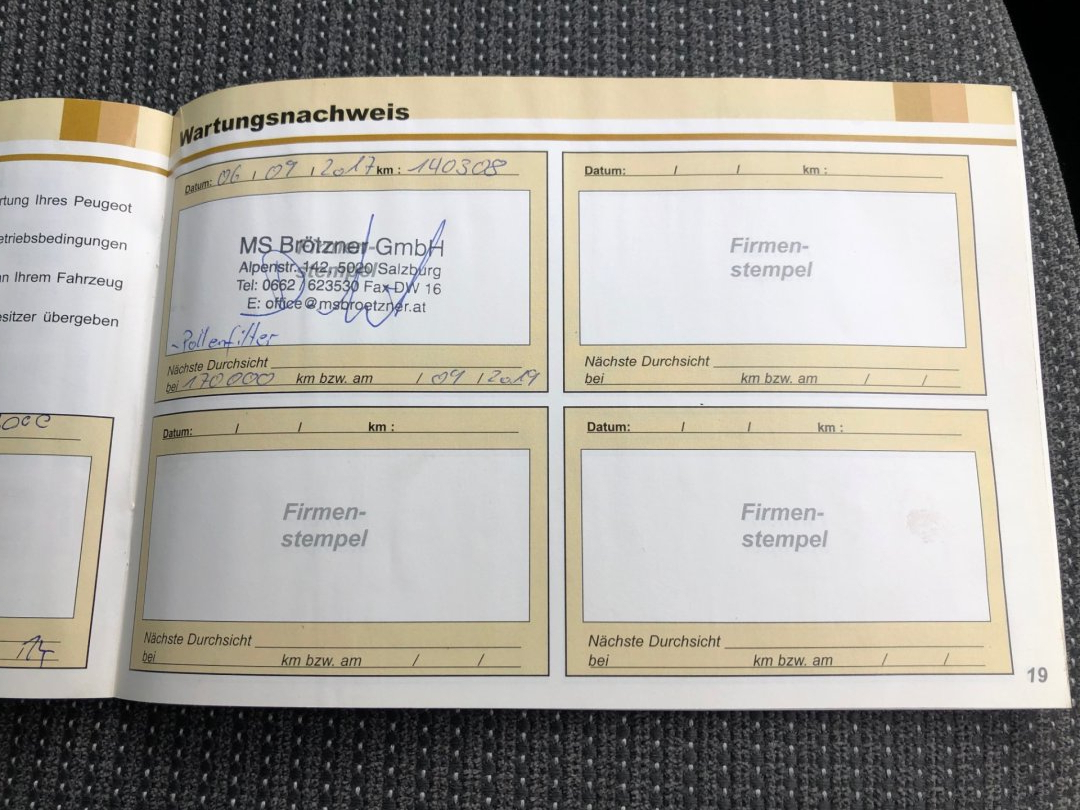 rtung Ihres Peugeot
etriebsbedingungen
n Ihrem Fahrzeug
esitzer übergeben
Wartungsnachweis
Datum: 06 / 09 / 2017 km : 140308
Firmen-
stempel
MS Brötzner-GmbH
Alpenstr. 142, 5020 Salzburg
Tel: 0662 / 623530 Fax-DW 16
E: office@msbroetzner.at
-Pollenfilter
Nächste Durchsicht
bei 170000 km bzw. am / 09 / 2019
Datum: / / km :
Firmen-
stempel
Nächste Durchsicht
bei km bzw. am / /
Datum: / / km :
Firmen-
stempel
Nächste Durchsicht
bei km bzw. am / /
Datum: / / km :
Firmen-
stempel
Nächste Durchsicht
bei km bzw. am / /
19